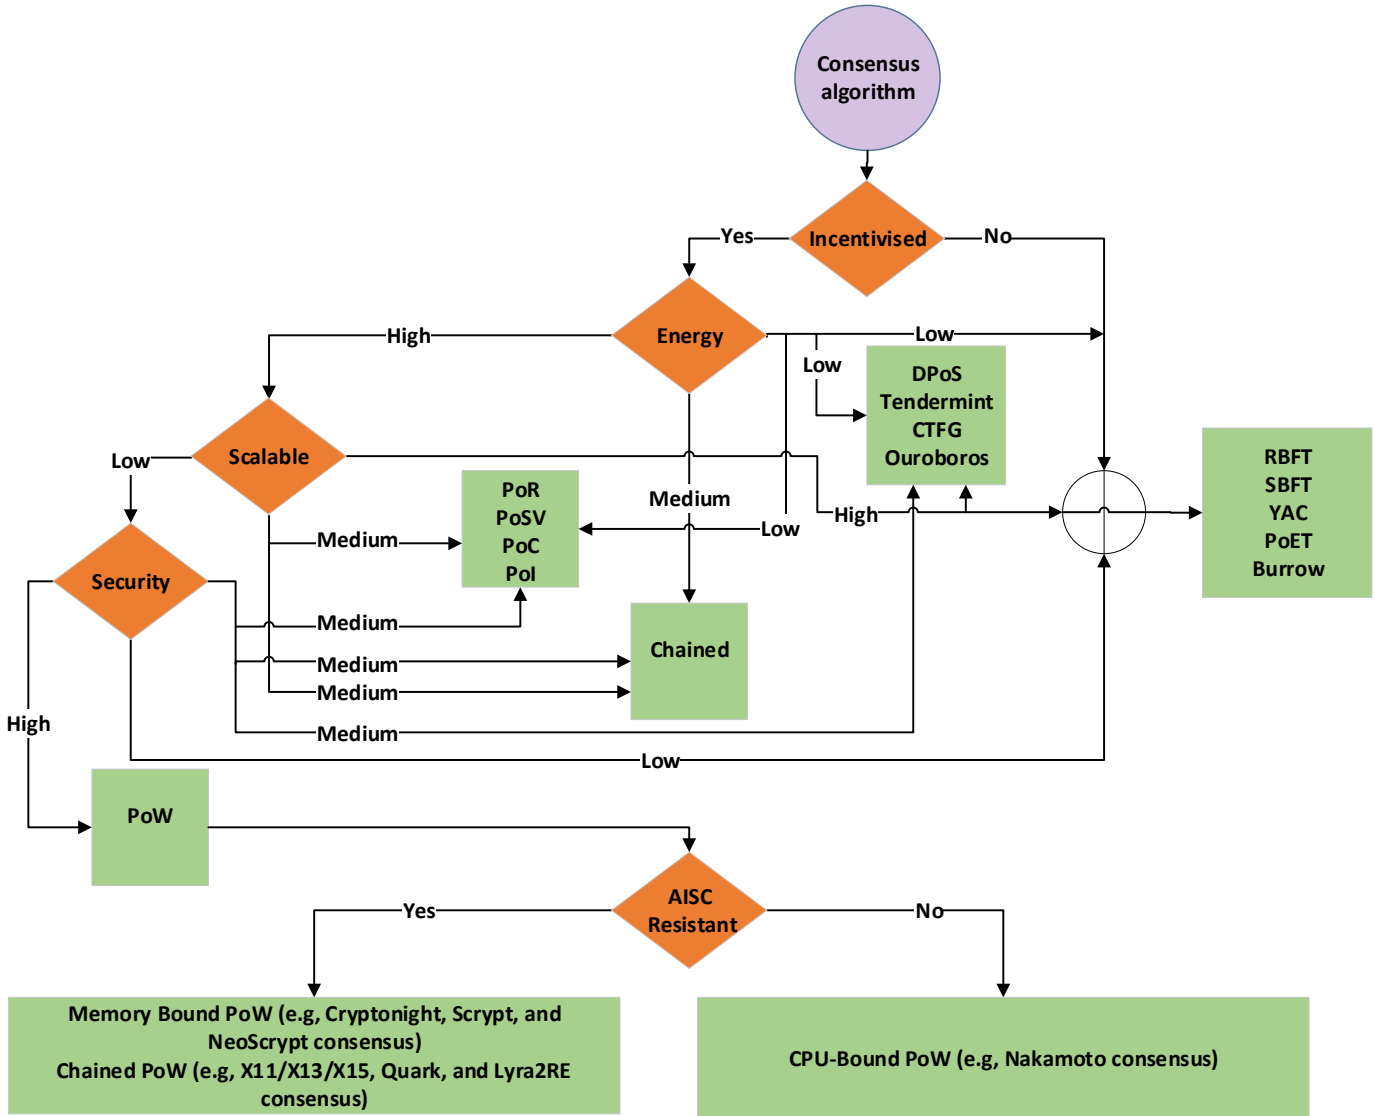 Consensus
algorithm
Incentivised
Yes
No
Energy
High
Low
Low
DPoS
Tendermint
CTFG
Ouroboros
Scalable
Low
RBFT
SBFT
YAC
PoET
Burrow
PoR
PoSV
PoC
PoI
Medium
High
Low
Medium
Security
Medium
Chained
Medium
Medium
High
Medium
Low
PoW
AISC
Resistant
Yes
No
Memory Bound PoW (e.g, Cryptonight, Scrypt, and
NeoScrypt consensus)
Chained PoW (e.g, X11/X13/X15, Quark, and Lyra2RE
consensus)
CPU-Bound PoW (e.g, Nakamoto consensus)